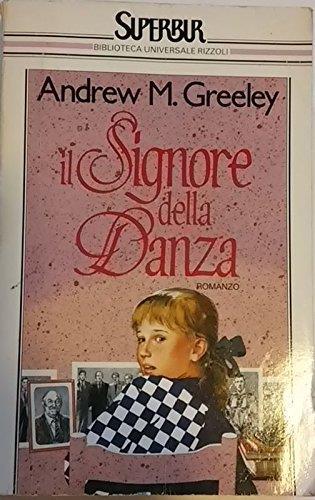 SUPERBUR
BIBLIOTECA UNIVERSALE RIZZOLI
Andrew M. Greeley
il Signore
della
Danza
ROMANZO